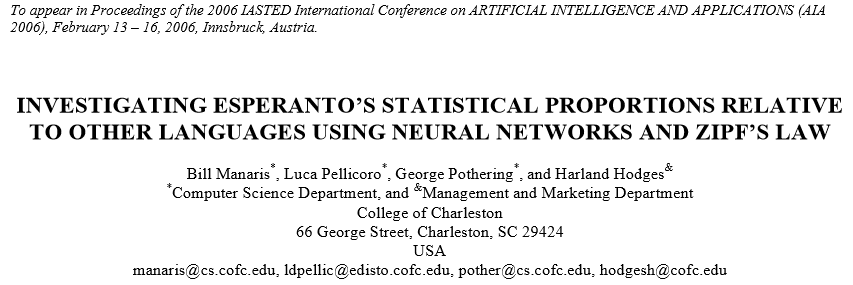 To appear in Proceedings of the 2006 IASTED International Conference on ARTIFICIAL INTELLIGENCE AND APPLICATIONS (AIA
2006), February 13 – 16, 2006, Innsbruck, Austria.
INVESTIGATING ESPERANTO'S STATISTICAL PROPORTIONS RELATIVE
TO OTHER LANGUAGES USING NEURAL NETWORKS AND ZIPF'S LAW
Bill Manaris*, Luca Pellicoro*, George Pothering*, and Harland Hodges&
*Computer Science Department, and &Management and Marketing Department
College of Charleston
66 George Street, Charleston, SC 29424
USA
manaris@cs.cofc.edu, ldpellic@edisto.cofc.edu, pother@cs.cofc.edu, hodgesh@cofc.edu